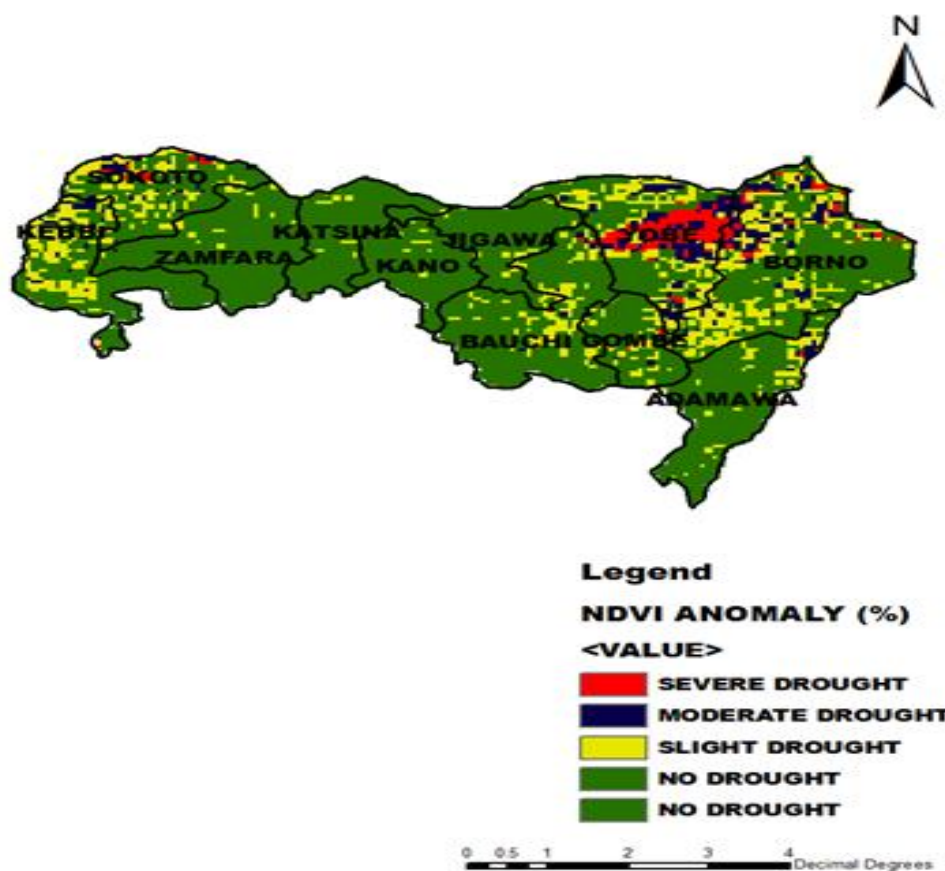 N
SOKOTO
KEBBI
KATSINA
JIGAWA
YOBE
ZAMFARA
KANO
BORNO
BAUCHI
GOMBE
ADAMAWA
Legend
NDVI ANOMALY (%)
<VALUE>
SEVERE DROUGHT
MODERATE DROUGHT
SLIGHT DROUGHT
NO DROUGHT
NO DROUGHT
0 0.5 1 2 3 4
Decimal Degrees